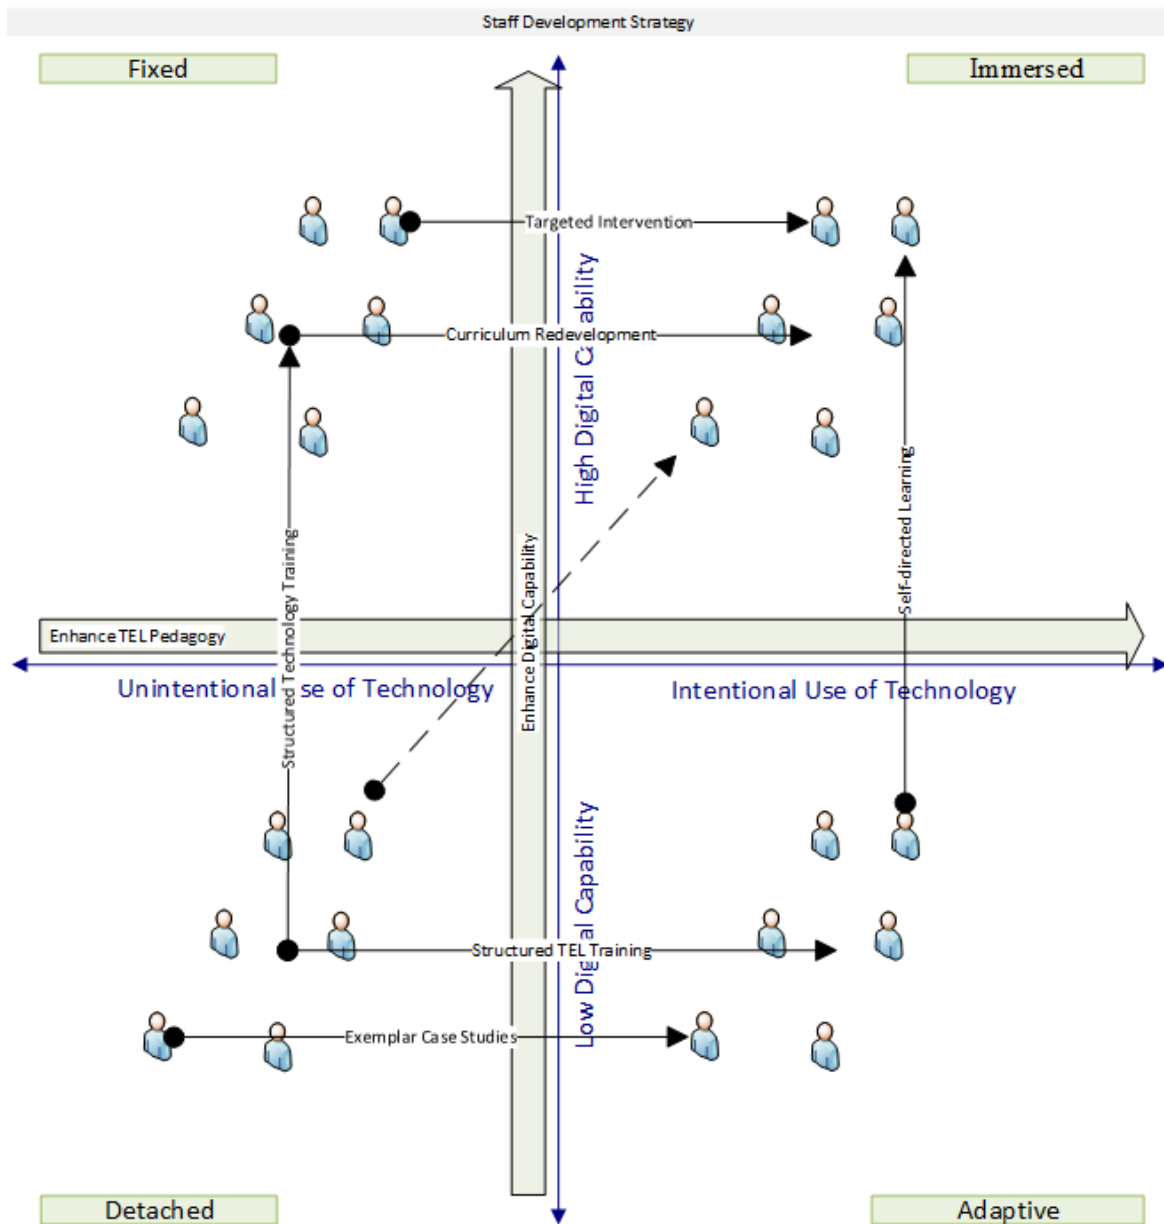 Staff Development Strategy
Fixed
Immersed
Targeted Intervention
Curriculum Redevelopment
High Digital Capability
Structured Technology Training
Self-directed Learning
Enhance Digital Capability
Enhance TEL Pedagogy
Unintentional Use of Technology
Intentional Use of Technology
Low Digital Capability
Structured TEL Training
Exemplar Case Studies
Detached
Adaptive